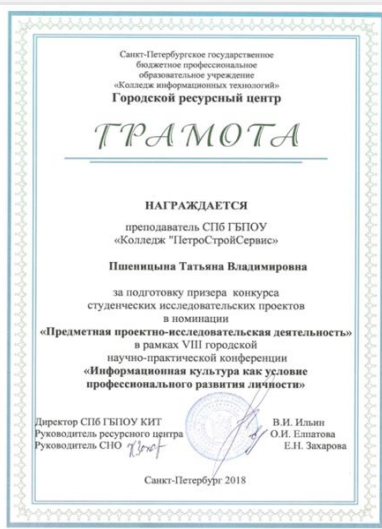 Санкт-Петербургское государственное
бюджетное профессиональное
образовательное учреждение
«Колледж информационных технологий»
Городской ресурсный центр
ГРАМОТА
НАГРАЖДАЕТСЯ
преподаватель СПб ГБПОУ
«Колледж "ПетроСтройСервис»
Пшеницына Татьяна Владимировна
за подготовку призера конкурса
студенческих исследовательских проектов
в номинации
«Предметная проектно-исследовательская деятельность»
в рамках VIII городской
научно-практической конференции
«Информационная культура как условие
профессионального развития личности»
Директор СПб ГБПОУ КИТ В.И. Ильин
Руководитель ресурсного центра О.И. Елпатова
Руководитель СНО Е.Н. Захарова
Санкт-Петербург 2018